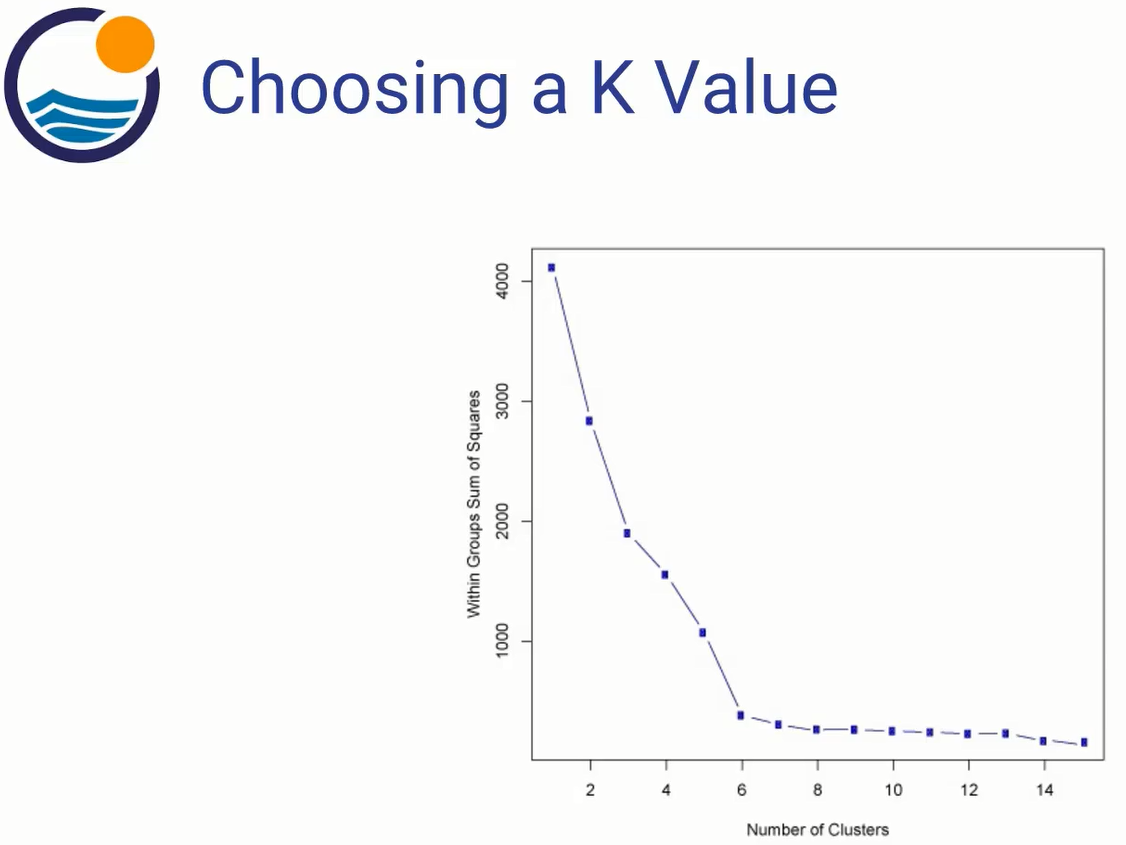 Choosing a K Value
4000
3000
2000
1000
Within Groups Sum of Squares
2 4 6 8 10 12 14
Number of Clusters